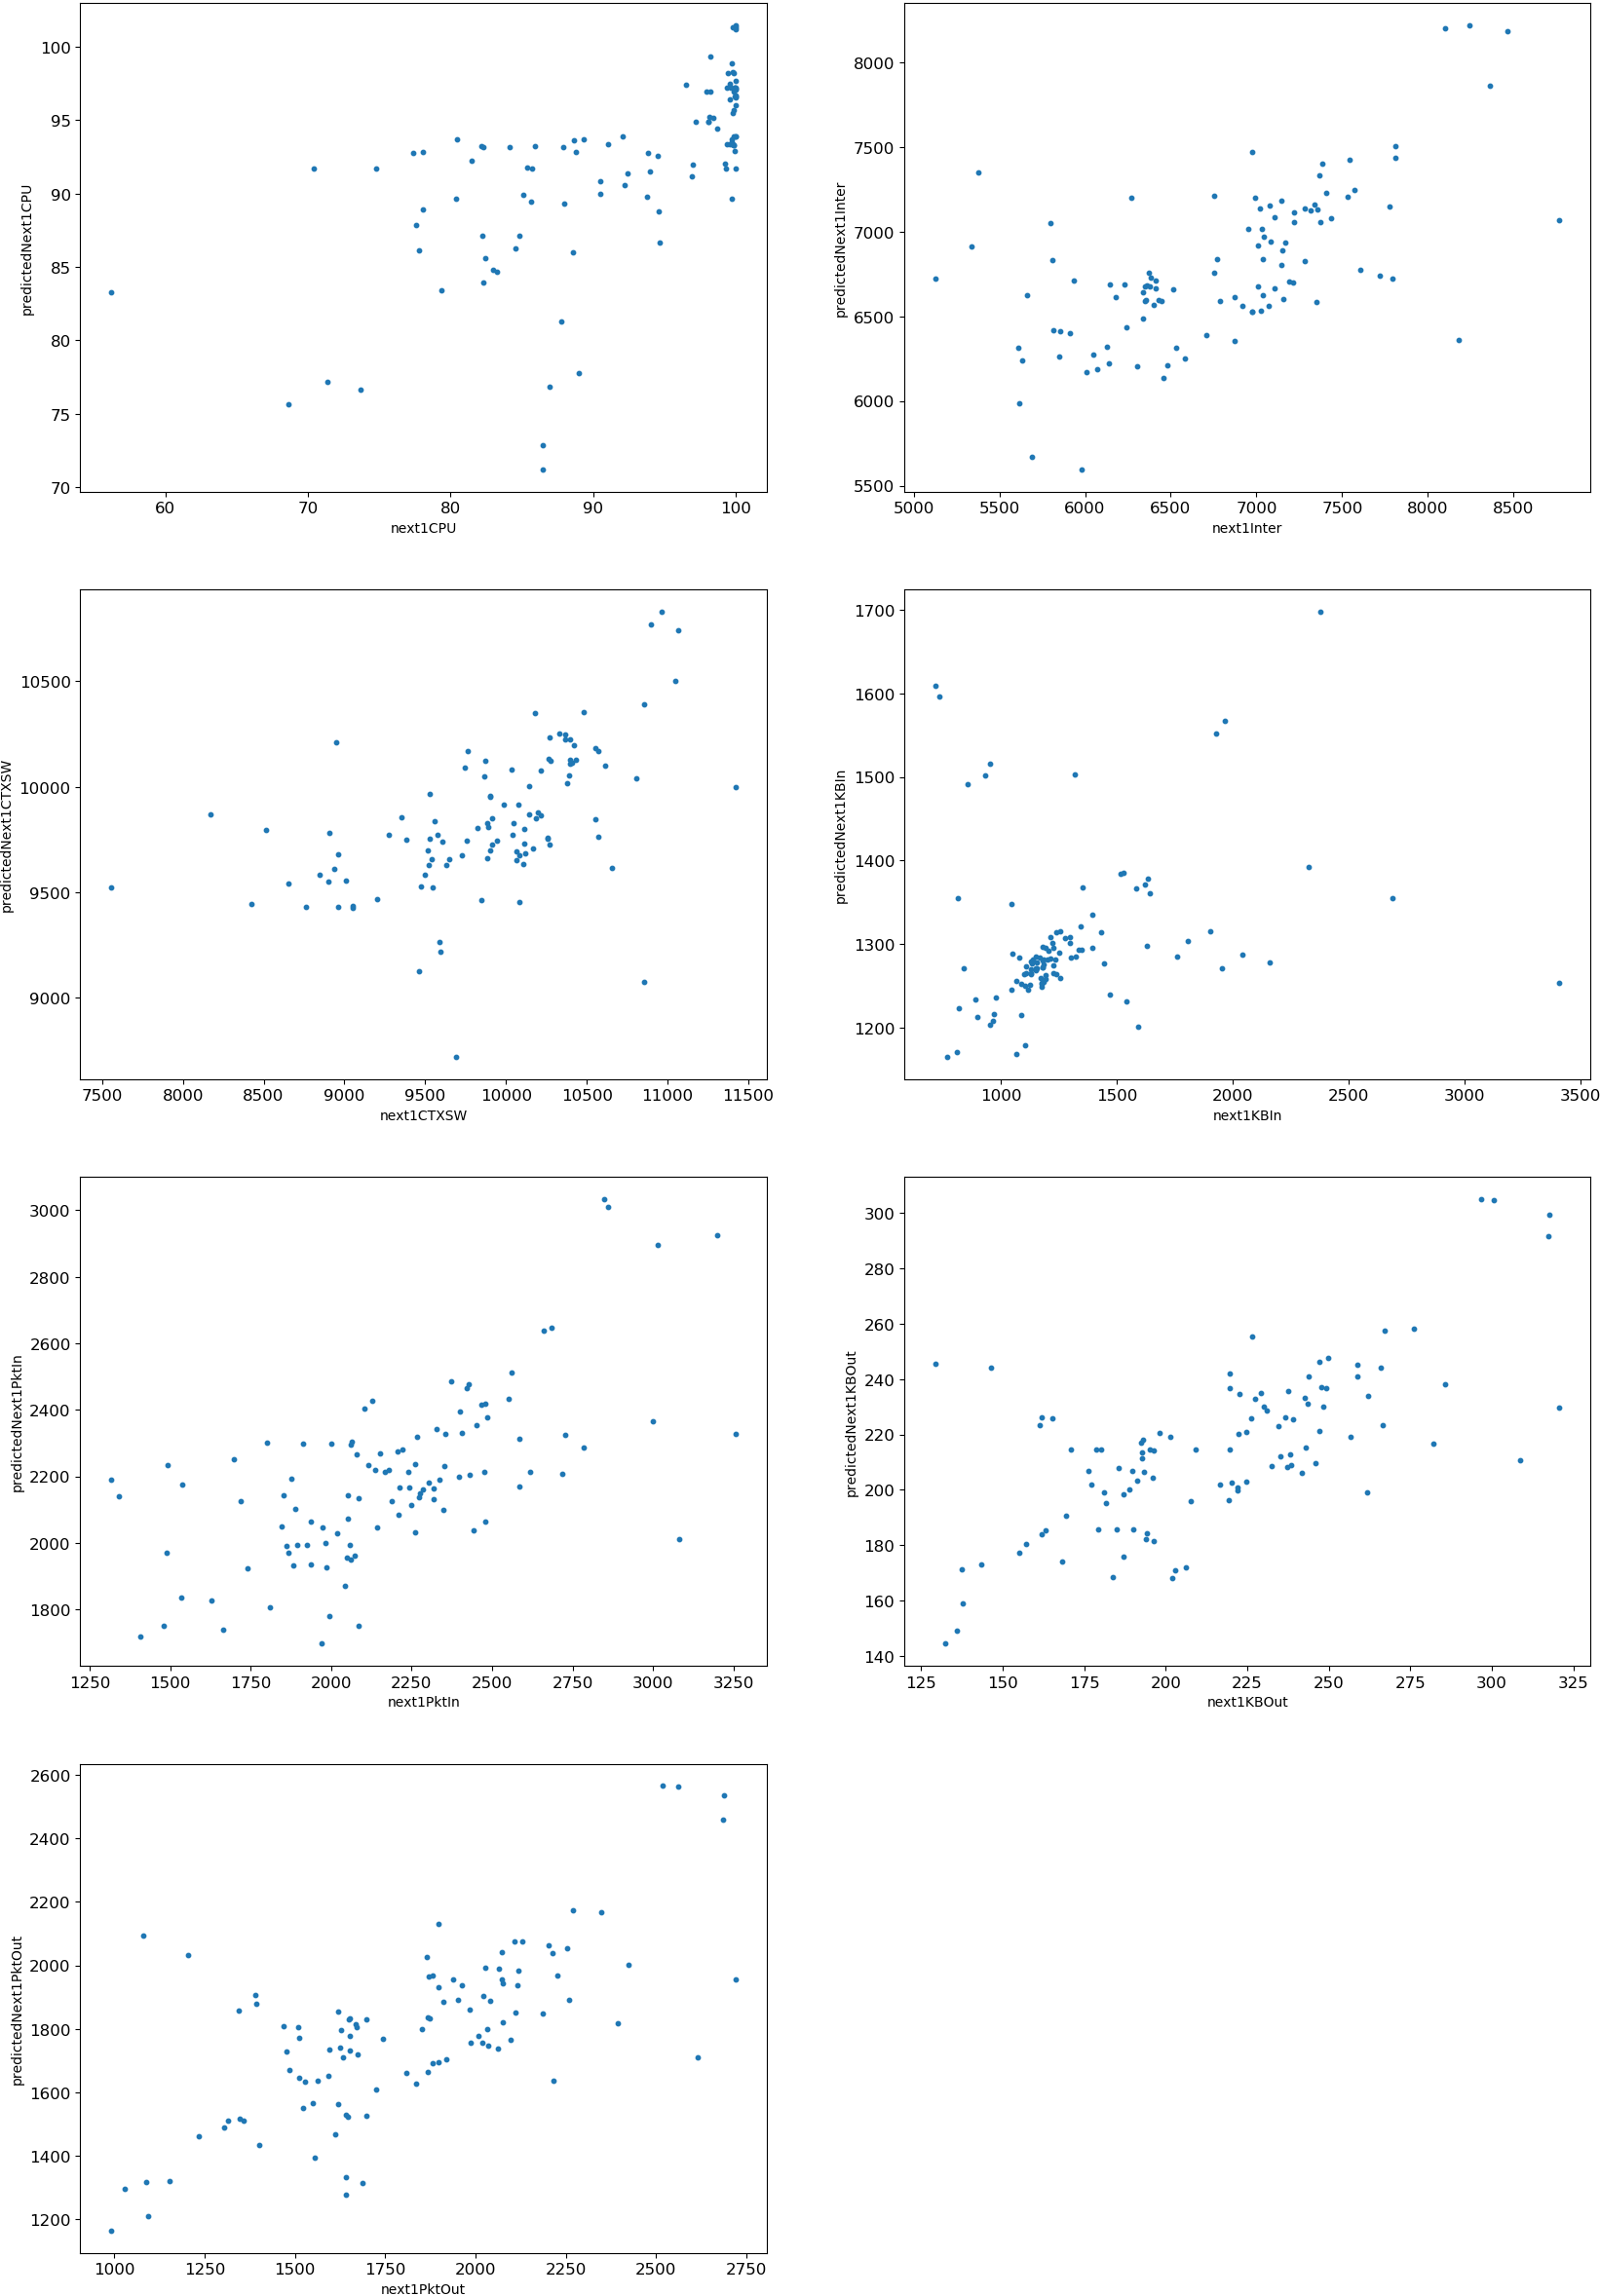 100
95
90
85
80
75
70
predictedNext1CPU
60 70 80 90 100
next1CPU
8000
7500
7000
6500
6000
5500
predictedNext1Inter
5000 5500 6000 6500 7000 7500 8000 8500
next1Inter
10500
10000
9500
9000
predictedNext1CTXSW
7500 8000 8500 9000 9500 10000 10500 11000 11500
next1CTXSW
1700
1600
1500
1400
1300
1200
predictedNext1KBIn
1000 1500 2000 2500 3000 3500
next1KBIn
3000
2800
2600
2400
2200
2000
1800
predictedNext1PktIn
1250 1500 1750 2000 2250 2500 2750 3000 3250
next1PktIn
300
280
260
240
220
200
180
160
140
predictedNext1KBOut
125 150 175 200 225 250 275 300 325
next1KBOut
2600
2400
2200
2000
1800
1600
1400
1200
predictedNext1PktOut
1000 1250 1500 1750 2000 2250 2500 2750
next1PktOut